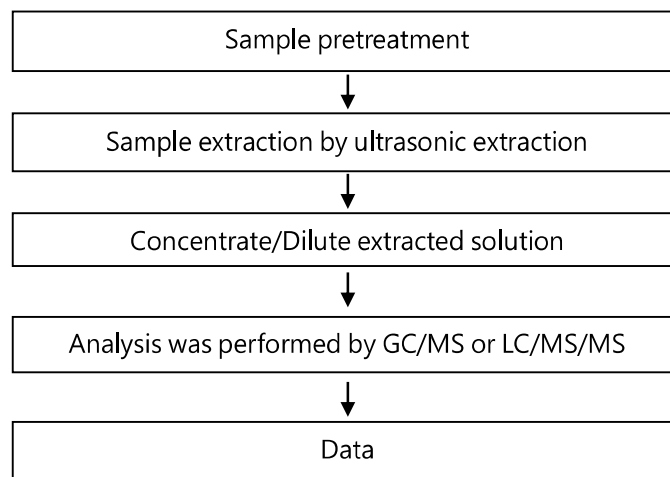 Sample pretreatment
Sample extraction by ultrasonic extraction
Concentrate/Dilute extracted solution
Analysis was performed by GC/MS or LC/MS/MS
Data